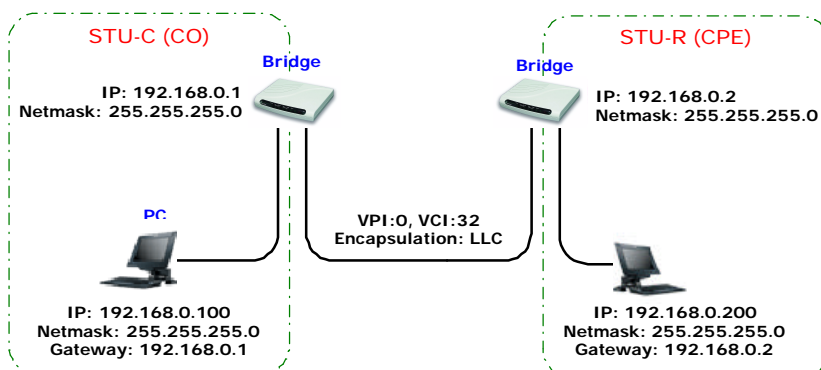 STU-C (CO)
Bridge
IP: 192.168.0.1
Netmask: 255.255.255.0
PC
IP: 192.168.0.100
Netmask: 255.255.255.0
Gateway: 192.168.0.1
VPI:0, VCI:32
Encapsulation: LLC
STU-R (CPE)
Bridge
IP: 192.168.0.2
Netmask: 255.255.255.0
IP: 192.168.0.200
Netmask: 255.255.255.0
Gateway: 192.168.0.2